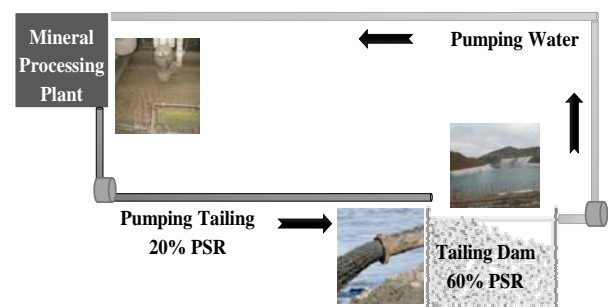 Mineral
Processing
Plant
Pumping Water
Pumping Tailing
20% PSR
Tailing Dam
60% PSR